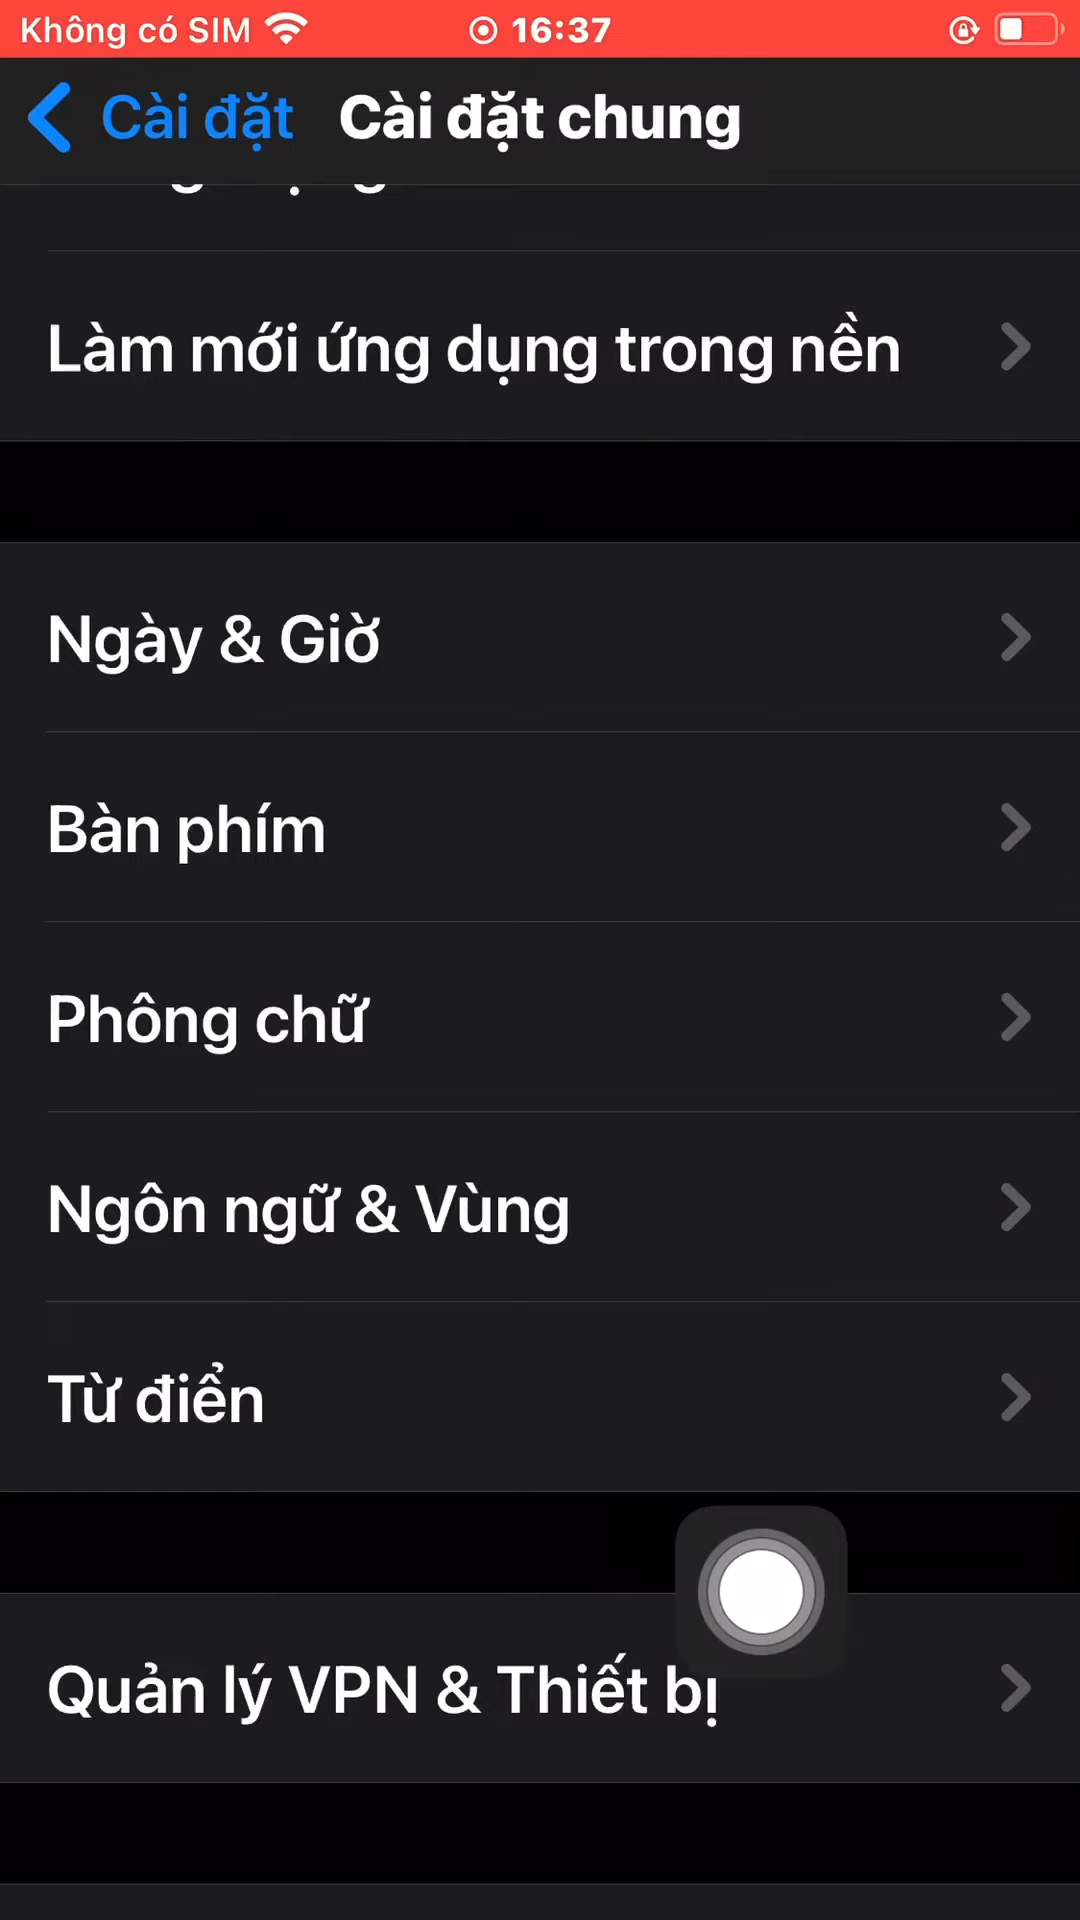 Không có SIM 16:37
Cài đặt Cài đặt chung
Làm mới ứng dụng trong nền
Ngày & Giờ
Bàn phím
Phông chữ
Ngôn ngữ & Vùng
Từ điển
Quản lý VPN & Thiết bị